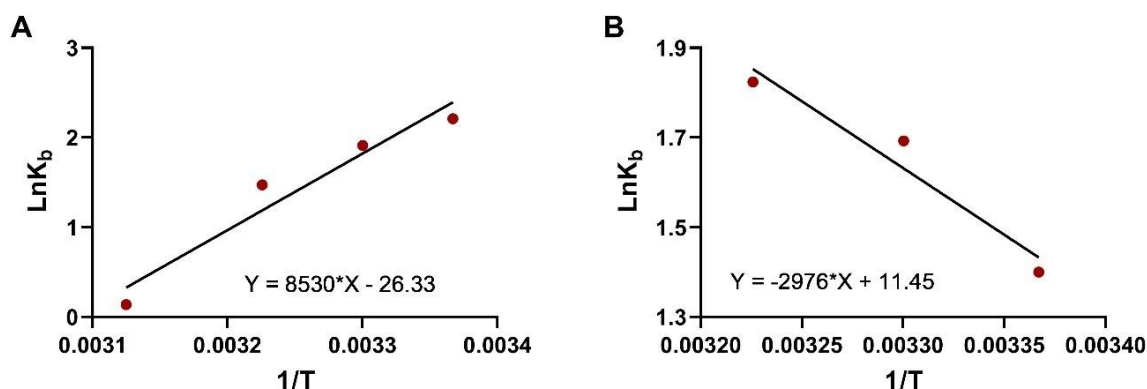 A
LnK_b
3
2
1
0
Y = 8530*X - 26.33
0.0031
0.0032
0.0033
0.0034
1/T
B
LnK_b
1.9
1.7
1.5
1.3
Y = -2976*X + 11.45
0.00320
0.00325
0.00330
0.00335
0.00340
1/T